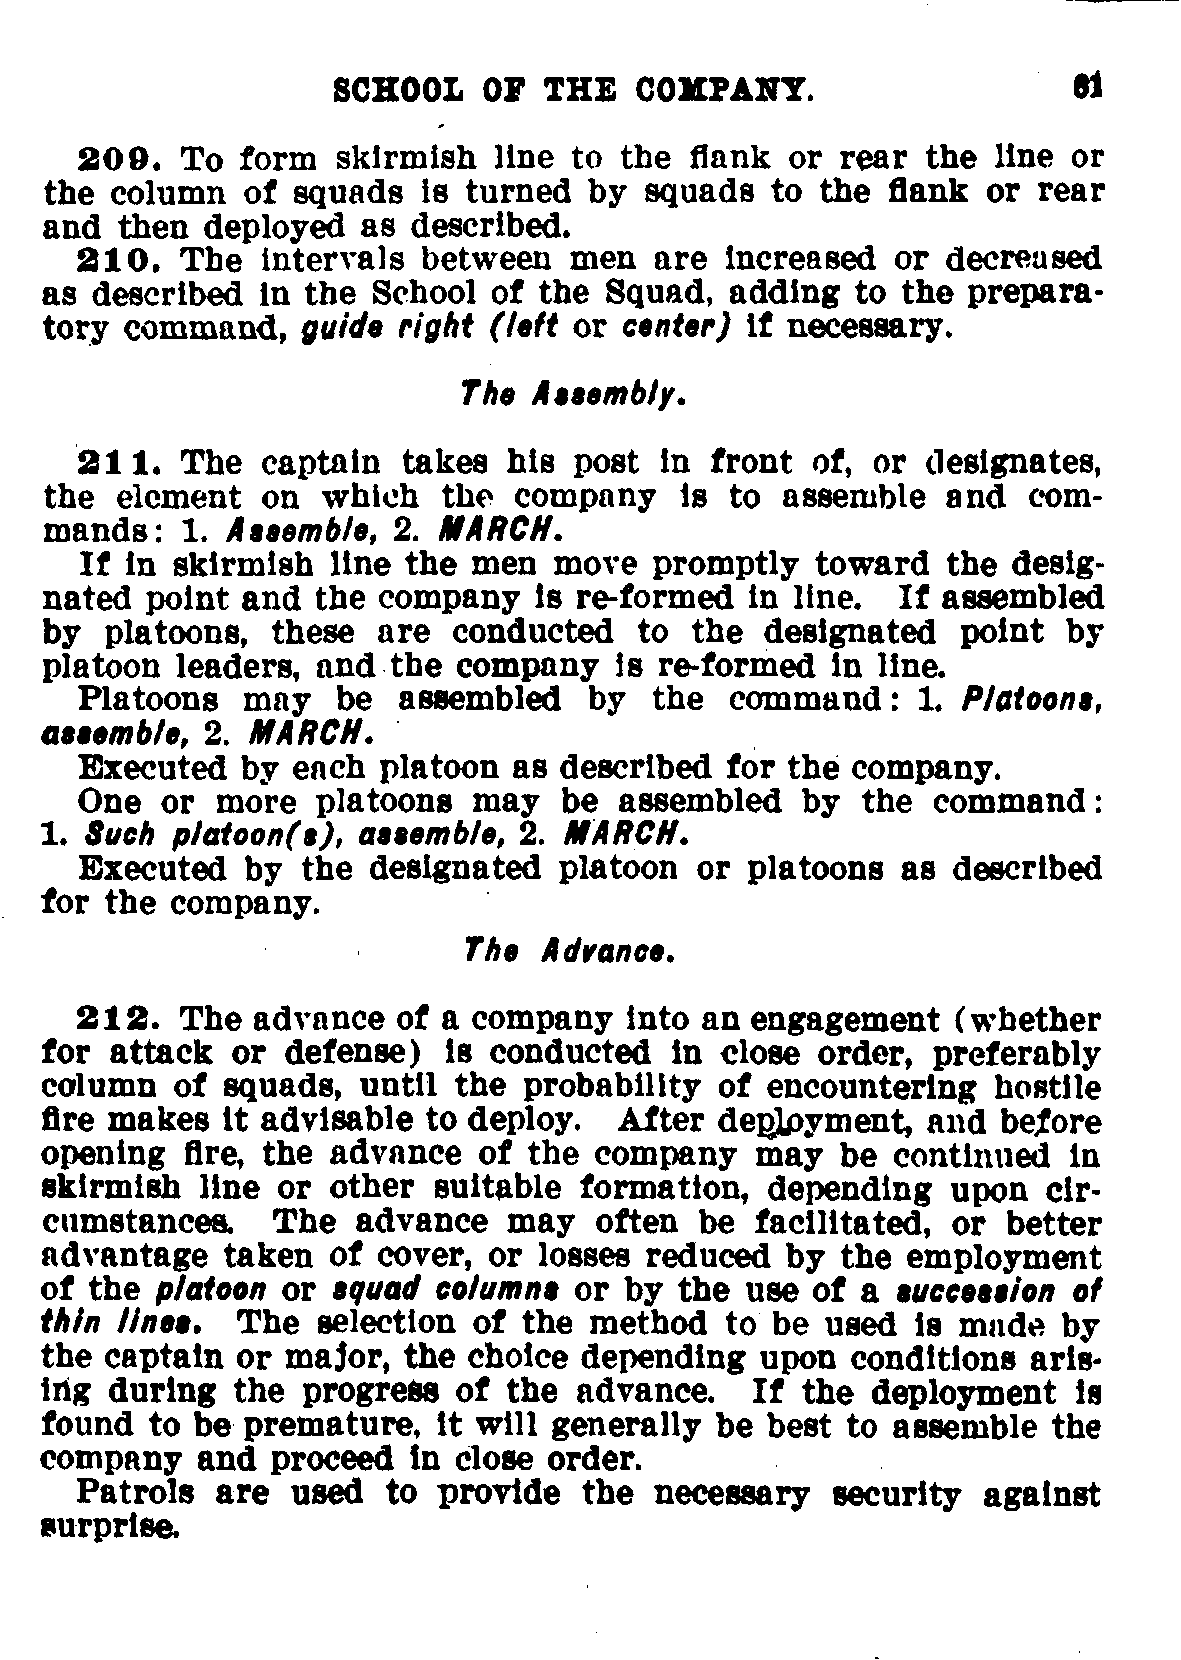 SCHOOL OF THE COMPANY. 61
209. To form skirmish line to the flank or rear the line or
the column of squads is turned by squads to the flank or rear
and then deployed as described.
210. The intervals between men are increased or decreased
as described in the School of the Squad, adding to the prepara-
tory command, guide right (left or center) if necessary.
The Assembly.
211. The captain takes his post in front of, or designates,
the element on which the company is to assemble and com-
mands: 1. Assemble, 2. MARCH.
If in skirmish line the men move promptly toward the desig-
nated point and the company is re-formed in line. If assembled
by platoons, these are conducted to the designated point by
platoon leaders, and the company is re-formed in line.
Platoons may be assembled by the command: 1. Platoons,
assemble, 2. MARCH.
Executed by each platoon as described for the company.
One or more platoons may be assembled by the command:
1. Such platoon(s), assemble, 2. MARCH.
Executed by the designated platoon or platoons as described
for the company.
The Advance.
212. The advance of a company into an engagement (whether
for attack or defense) is conducted in close order, preferably
column of squads, until the probability of encountering hostile
fire makes it advisable to deploy. After deployment, and before
opening fire, the advance of the company may be continued in
skirmish line or other suitable formation, depending upon cir-
cumstances. The advance may often be facilitated, or better
advantage taken of cover, or losses reduced by the employment
of the platoon or squad columns or by the use of a succession of
thin lines. The selection of the method to be used is made by
the captain or major, the choice depending upon conditions aris-
ing during the progress of the advance. If the deployment is
found to be premature, it will generally be best to assemble the
company and proceed in close order.
Patrols are used to provide the necessary security against
surprise.